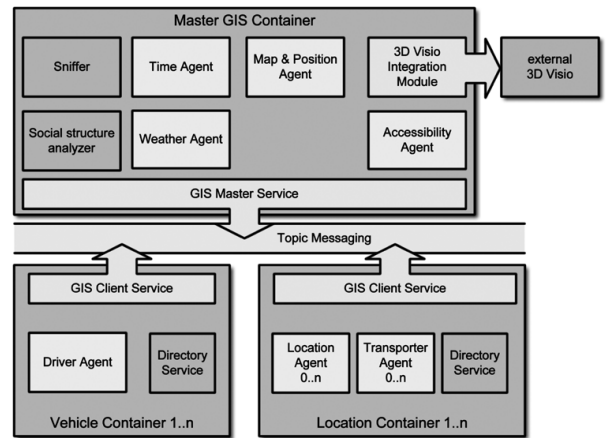 Master GIS Container
Sniffer
Time Agent
Map & Position
Agent
3D Visio
Integration
Module
external
3D Visio
Social structure
analyzer
Weather Agent
Accessibility
Agent
GIS Master Service
Topic Messaging
GIS Client Service
Driver Agent
Directory
Service
Vehicle Container 1..n
GIS Client Service
Location
Agent
0..n
Transporter
Agent
0..n
Directory
Service
Location Container 1..n